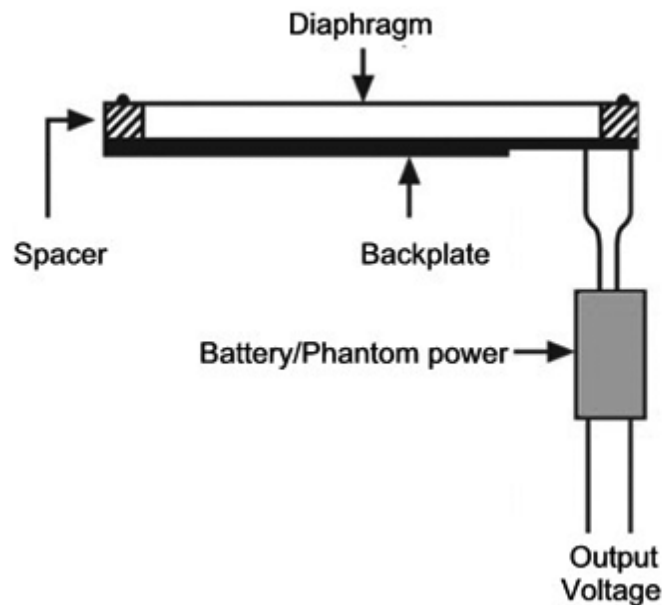 Diaphragm
Spacer
Backplate
Battery/Phantom power
Output
Voltage